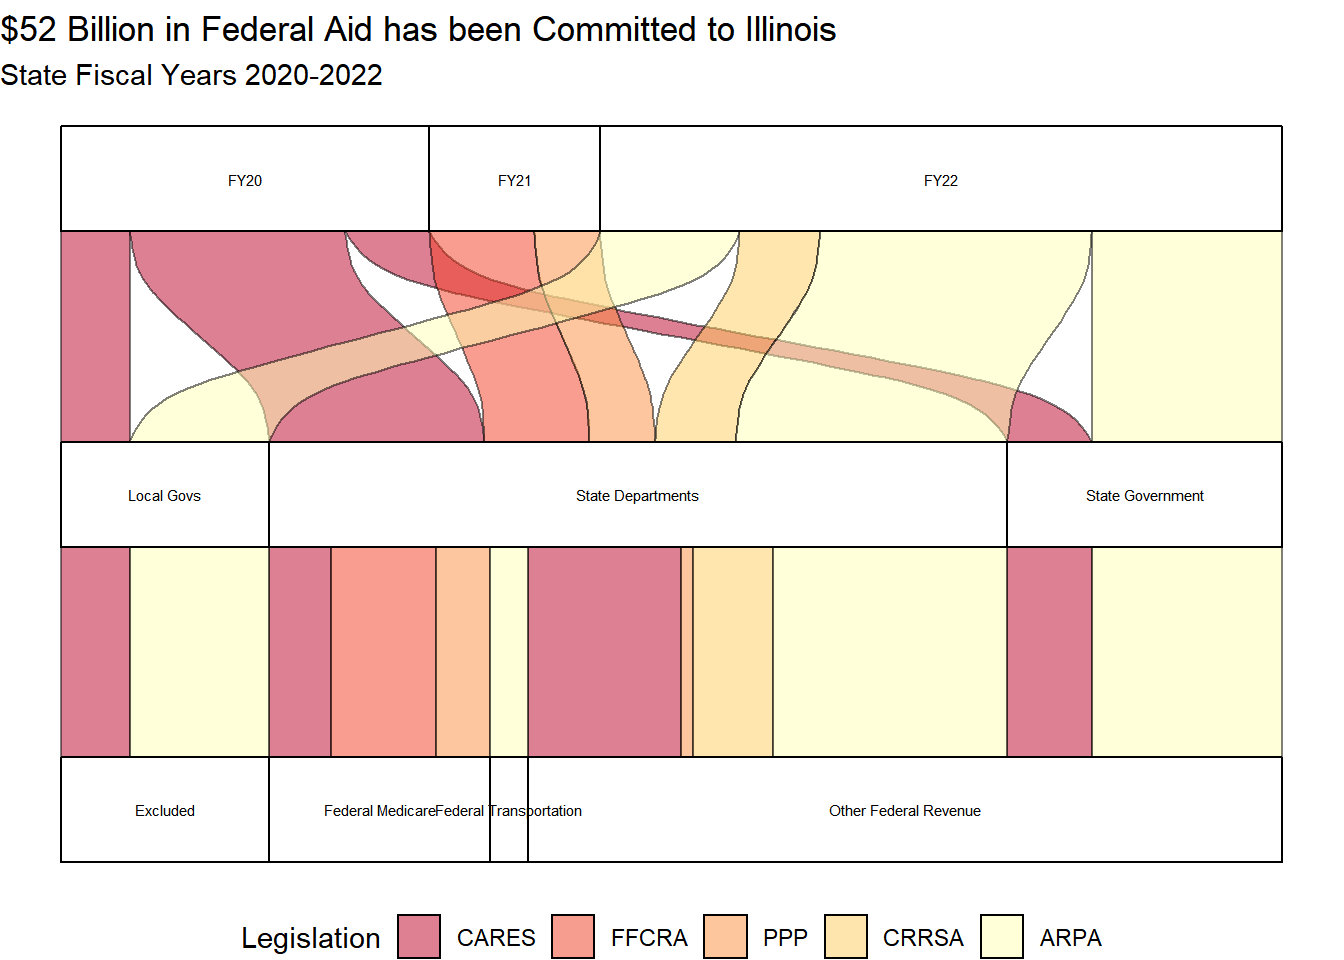 $52 Billion in Federal Aid has been Committed to Illinois
State Fiscal Years 2020-2022
FY20 FY21 FY22
Local Govs State Departments State Government
Excluded Federal Medicare Federal Transportation Other Federal Revenue
Legislation CARES FFCRA PPP CRRSA ARPA